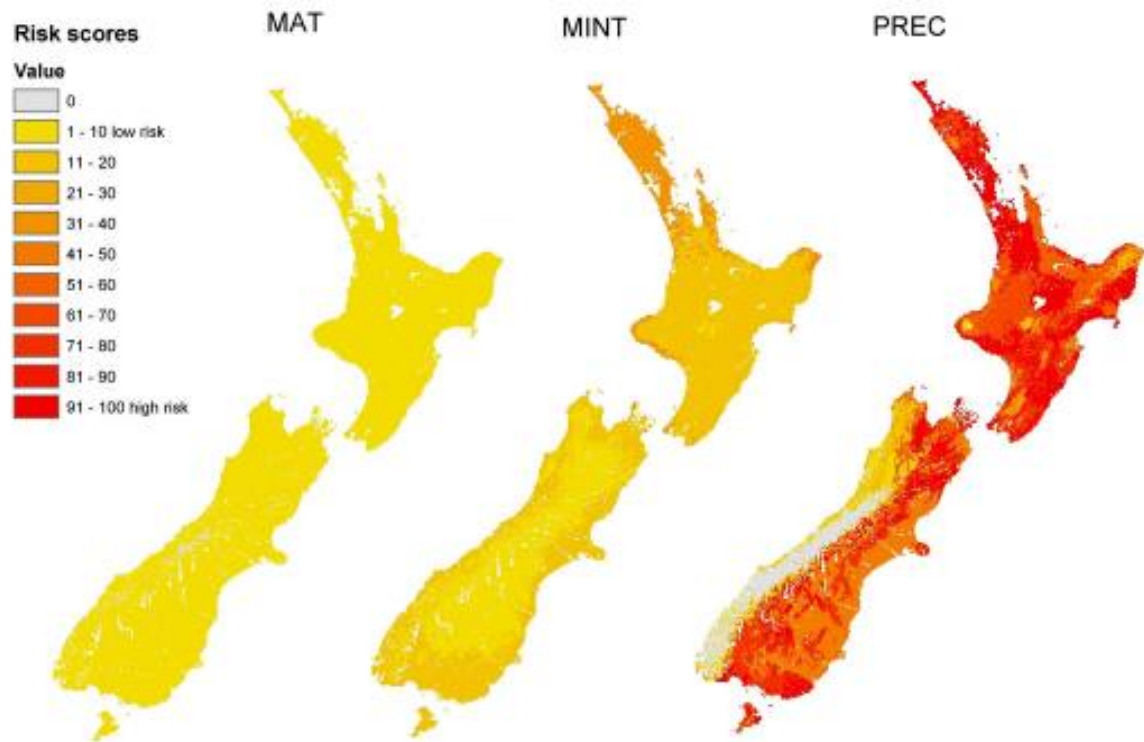 MAT
MINT
PREC
Risk scores
Value
0
1 - 10 low risk
11 - 20
21 - 30
31 - 40
41 - 50
51 - 60
61 - 70
71 - 80
81 - 90
91 - 100 high risk